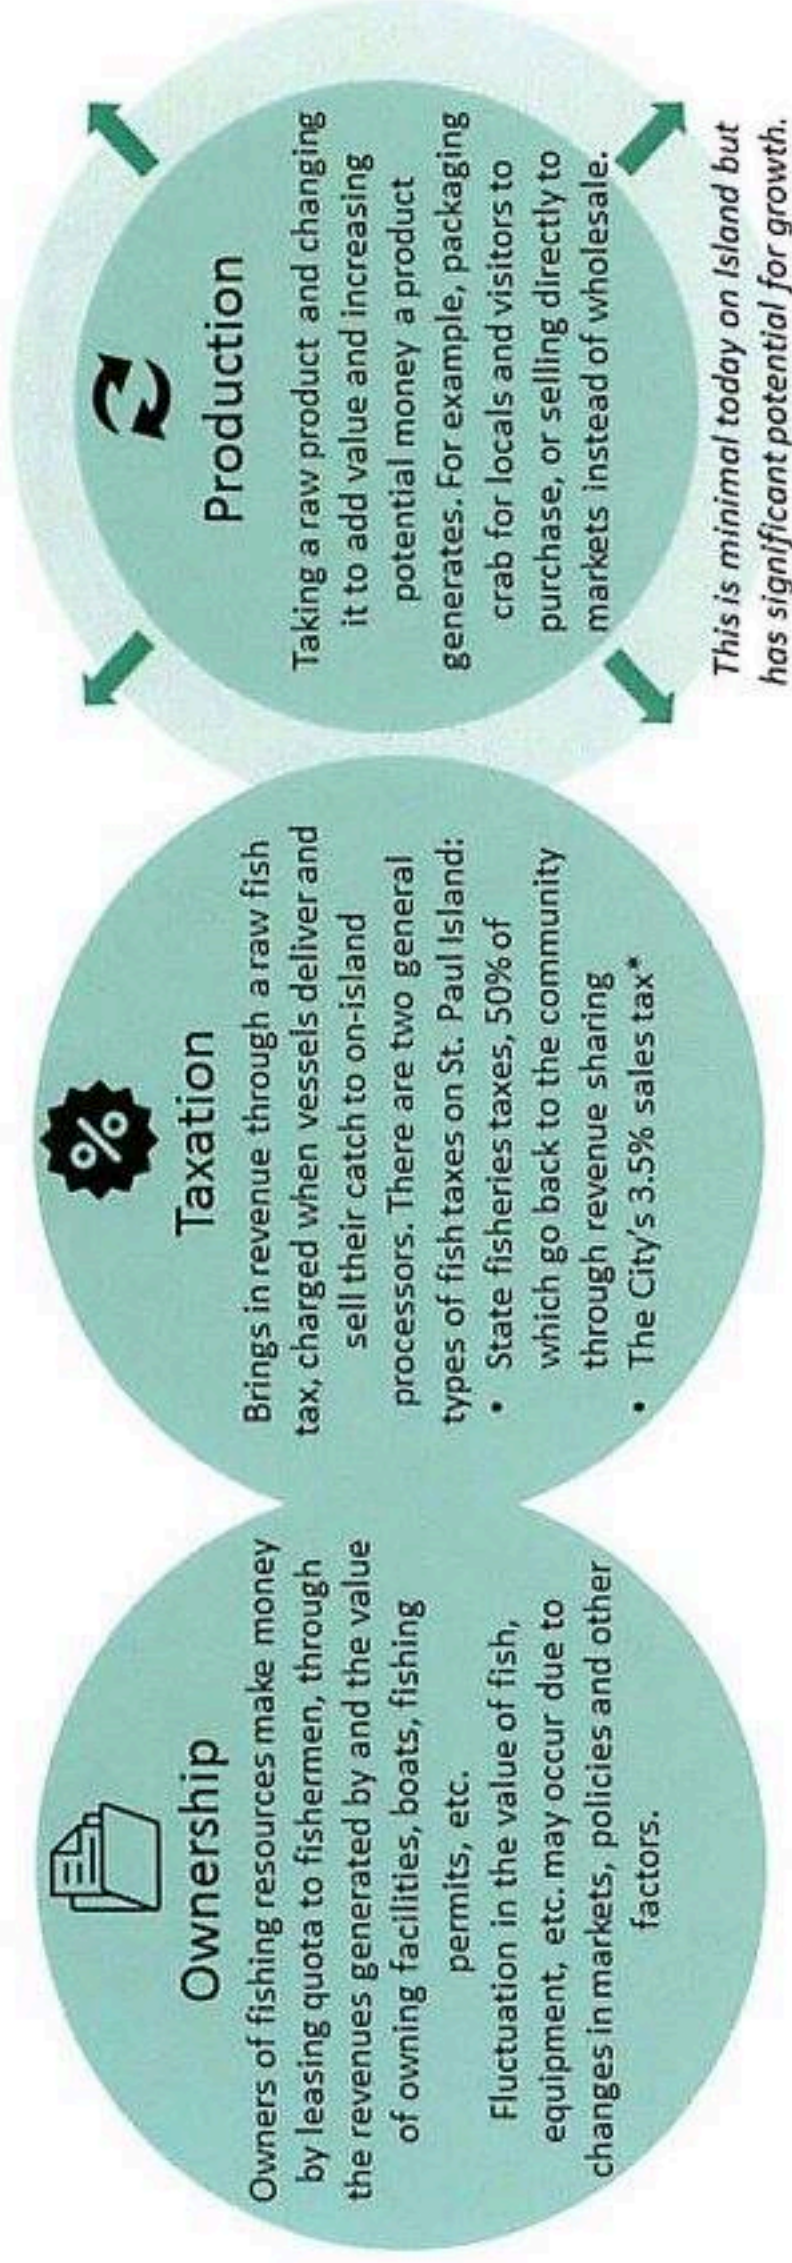 Ownership
Owners of fishing resources make money
by leasing quota to fishermen, through
the revenues generated by and the value
of owning facilities, boats, fishing
permits, etc.
Fluctuation in the value of fish,
equipment, etc. may occur due to
changes in markets, policies and other
factors.
%
Taxation
Brings in revenue through a raw fish
tax, charged when vessels deliver and
sell their catch to on-island
processors. There are two general
types of fish taxes on St. Paul Island:
• State fisheries taxes, 50% of
which go back to the community
through revenue sharing
• The City's 3.5% sales tax*
Production
Taking a raw product and changing
it to add value and increasing
potential money a product
generates. For example, packaging
crab for locals and visitors to
purchase, or selling directly to
markets instead of wholesale.
This is minimal today on Island but
has significant potential for growth.